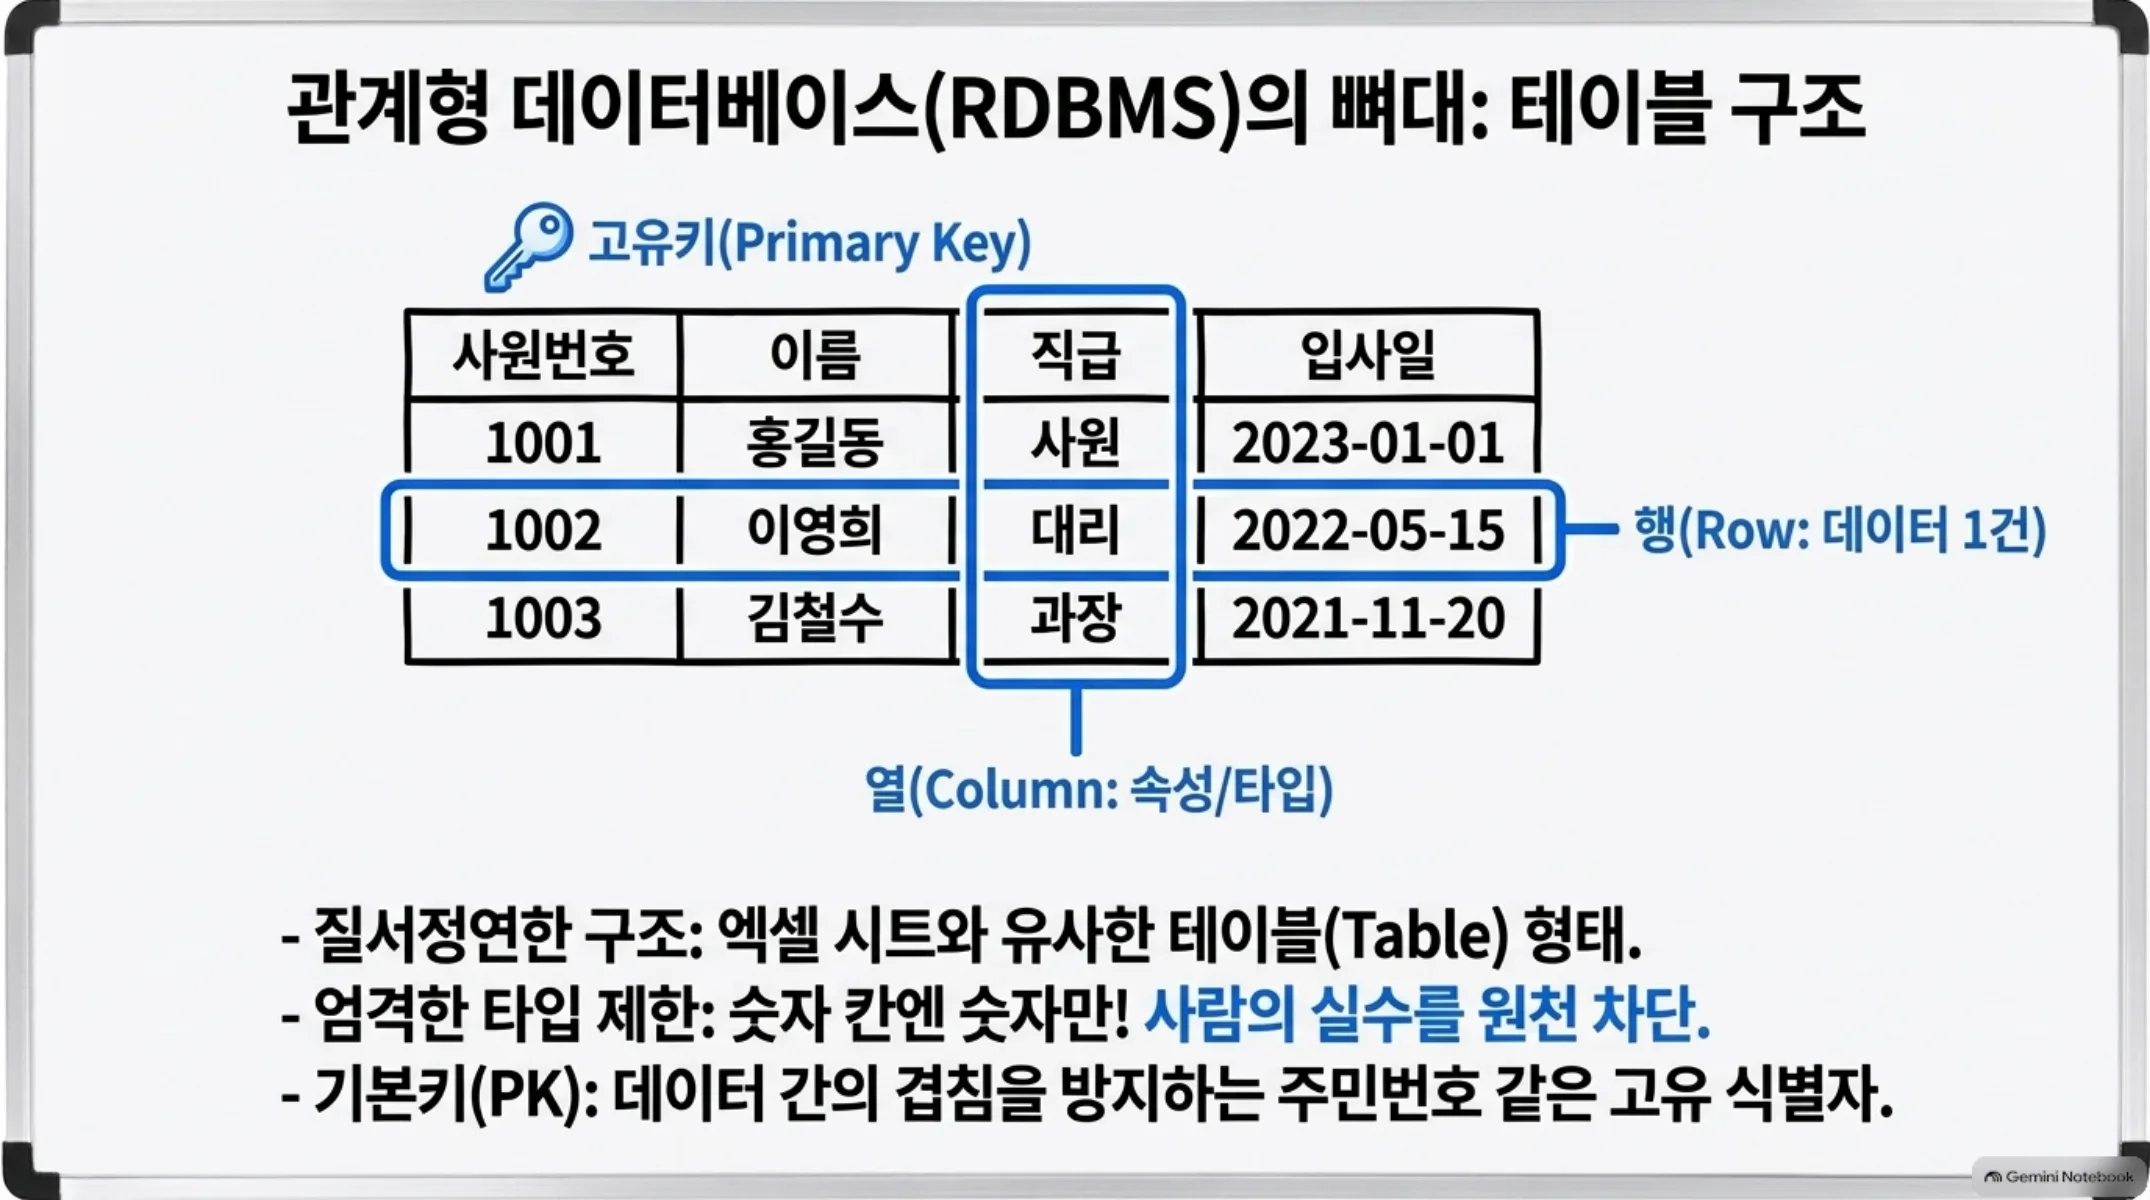 관계형 데이터베이스(RDBMS)의 뼈대: 테이블 구조
고유키(Primary Key)
사원번호 이름 직급 입사일
1001 홍길동 사원 2023-01-01
1002 이영희 대리 2022-05-15
행(Row: 데이터 1건)
1003 김철수 과장 2021-11-20
열(Column: 속성/타입)
- 질서정연한 구조: 엑셀 시트와 유사한 테이블(Table) 형태.
- 엄격한 타입 제한: 숫자 칸엔 숫자만! 사람의 실수를 원천 차단.
- 기본키(PK): 데이터 간의 겹침을 방지하는 주민번호 같은 고유 식별자.
Gemini Notebook